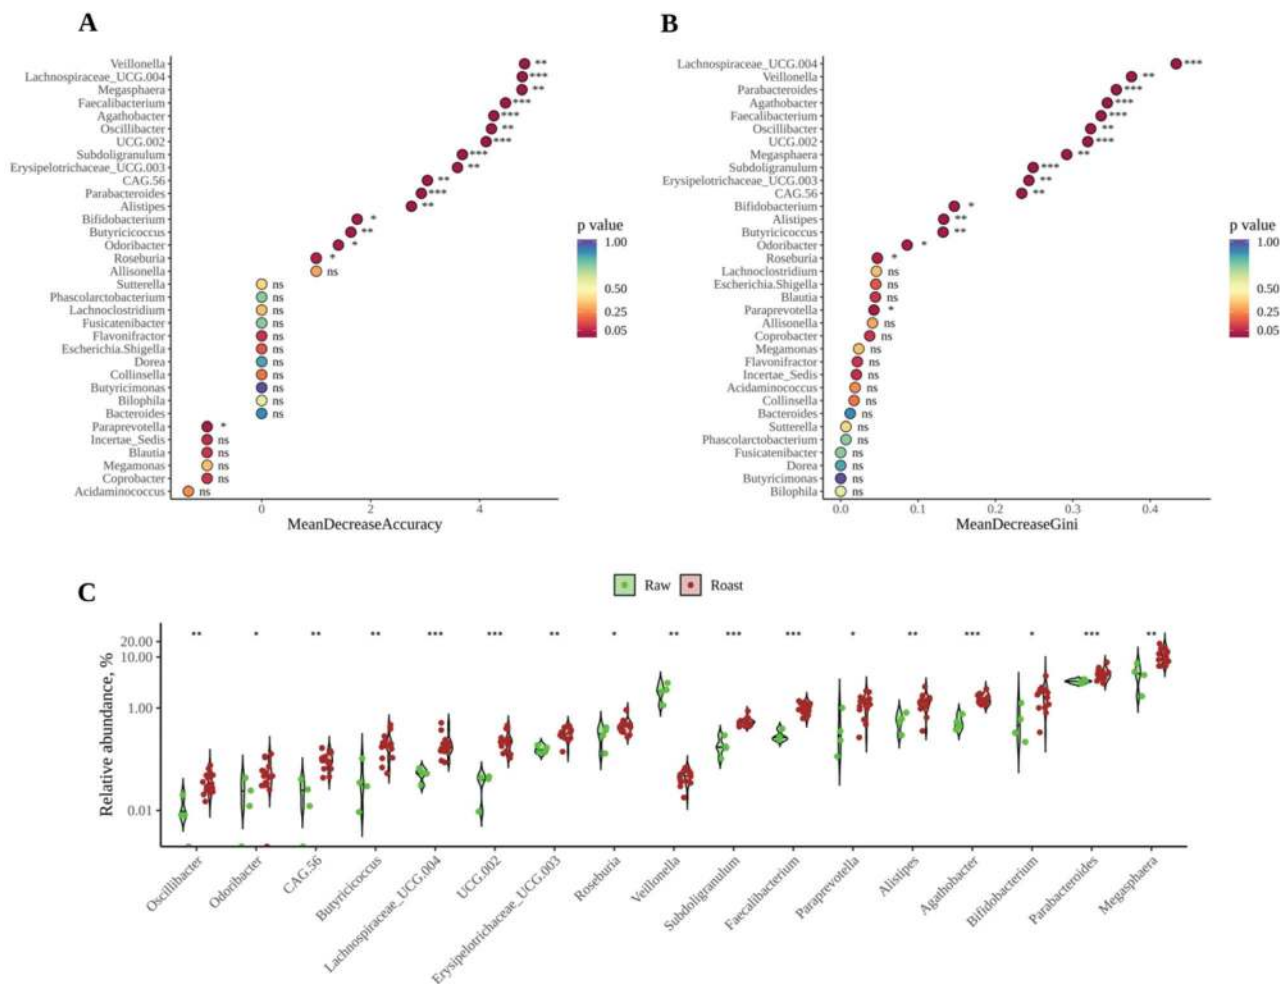 A
Veillonella **
Lachnospiraceae_UCG.004 ***
Megasphaera **
Faecalibacterium ***
Agathobacter ***
Oscillibacter **
UCG.002 ***
Subdoligranulum ***
Erysipelotrichaceae_UCG.003 **
CAG.56 **
Parabacteroides ***
Alistipes **
Bifidobacterium *
Butyricicoccus **
Odoribacter *
Roseburia *
Allisonella ns
Sutterella ns
Phascolarctobacterium ns
Lachnoclostridium ns
Fusicatenibacter ns
Flavonifractor ns
Escherichia.Shigella ns
Dorea ns
Collinsella ns
Butyricimonas ns
Bilophila ns
Bacteroides ns
Paraprevotella *
Incertae_Sedis ns
Blautia ns
Megamonas ns
Coprobacter ns
Acidaminococcus ns
0 2 4
MeanDecreaseAccuracy
p value
1.00
0.50
0.25
0.05
B
Lachnospiraceae_UCG.004 ***
Veillonella **
Parabacteroides ***
Agathobacter ***
Faecalibacterium ***
Oscillibacter **
UCG.002 ***
Megasphaera **
Subdoligranulum ***
Erysipelotrichaceae_UCG.003 **
CAG.56 **
Bifidobacterium *
Alistipes **
Butyricicoccus **
Odoribacter *
Roseburia *
Lachnoclostridium ns
Escherichia.Shigella ns
Blautia ns
Paraprevotella *
Allisonella ns
Coprobacter ns
Megamonas ns
Flavonifractor ns
Incertae_Sedis ns
Acidaminococcus ns
Collinsella ns
Bacteroides ns
Sutterella ns
Phascolarctobacterium ns
Fusicatenibacter ns
Dorea ns
Butyricimonas ns
Bilophila ns
0.0 0.1 0.2 0.3 0.4
MeanDecreaseGini
p value
1.00
0.50
0.25
0.05
C
Raw Roast
** * ** ** *** *** ** * ** *** *** * ** *** * *** **
Relative abundance, %
20.00
10.00
1.00
0.01
Oscillibacter
Odoribacter
CAG.56
Butyricicoccus
Lachnospiraceae_UCG.004
UCG.002
Erysipelotrichaceae_UCG.003
Roseburia
Veillonella
Subdoligranulum
Faecalibacterium
Paraprevotella
Alistipes
Agathobacter
Bifidobacterium
Parabacteroides
Megasphaera